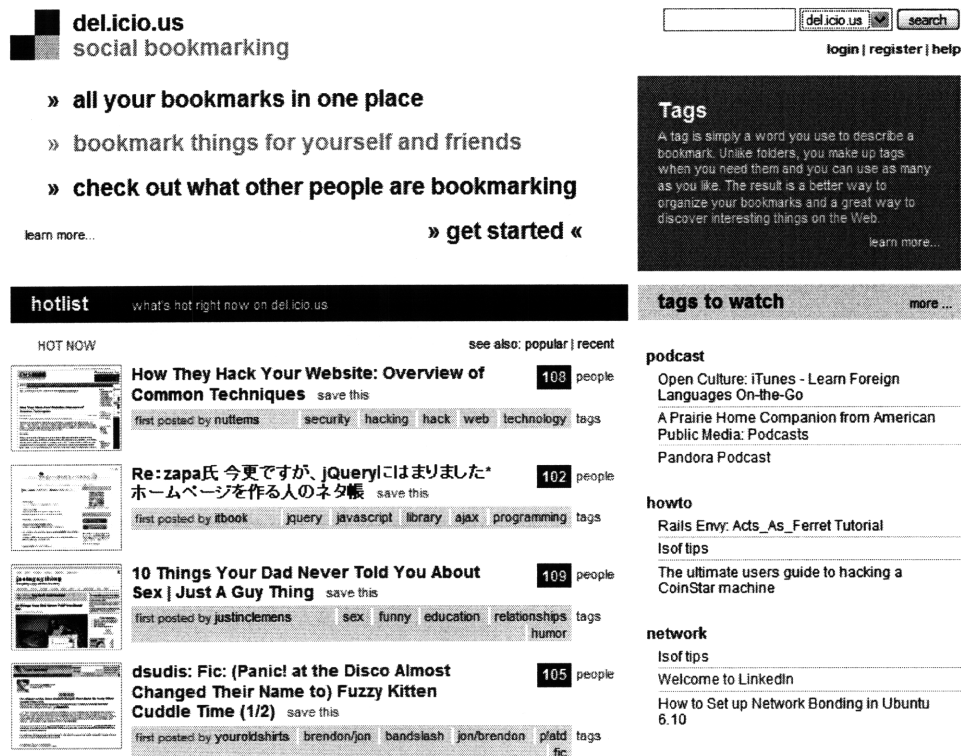 del.icio.us
social bookmarking
del.icio.us search
login | register | help
» all your bookmarks in one place
» bookmark things for yourself and friends
» check out what other people are bookmarking
learn more...
» get started «
Tags
A tag is simply a word you use to describe a
bookmark. Unlike folders, you make up tags
when you need them and you can use as many
as you like. The result is a better way to
organize your bookmarks and a great way to
discover interesting things on the Web.
learn more...
hotlist what's hot right now on del.icio.us
HOT NOW see also: popular | recent
How They Hack Your Website: Overview of
Common Techniques save this
108 people
first posted by nuttems security hacking hack web technology tags
Re:zapa氏 今更ですが、jQueryにはまりました*
ホームページを作る人のネタ帳 save this
102 people
first posted by itbook jquery javascript library ajax programming tags
10 Things Your Dad Never Told You About
Sex | Just A Guy Thing save this
109 people
first posted by justinclemens sex funny education relationships tags
humor
dsudis: Fic: (Panic! at the Disco Almost
Changed Their Name to) Fuzzy Kitten
Cuddle Time (1/2) save this
105 people
first posted by youroldshirts brendon/jon bandslash jon/brendon p!atd tags
fic
tags to watch more ...
podcast
Open Culture: iTunes - Learn Foreign
Languages On-the-Go
A Prairie Home Companion from American
Public Media: Podcasts
Pandora Podcast
howto
Rails Envy: Acts_As_Ferret Tutorial
lsof tips
The ultimate users guide to hacking a
CoinStar machine
network
lsof tips
Welcome to LinkedIn
How to Set up Network Bonding in Ubuntu
6.10